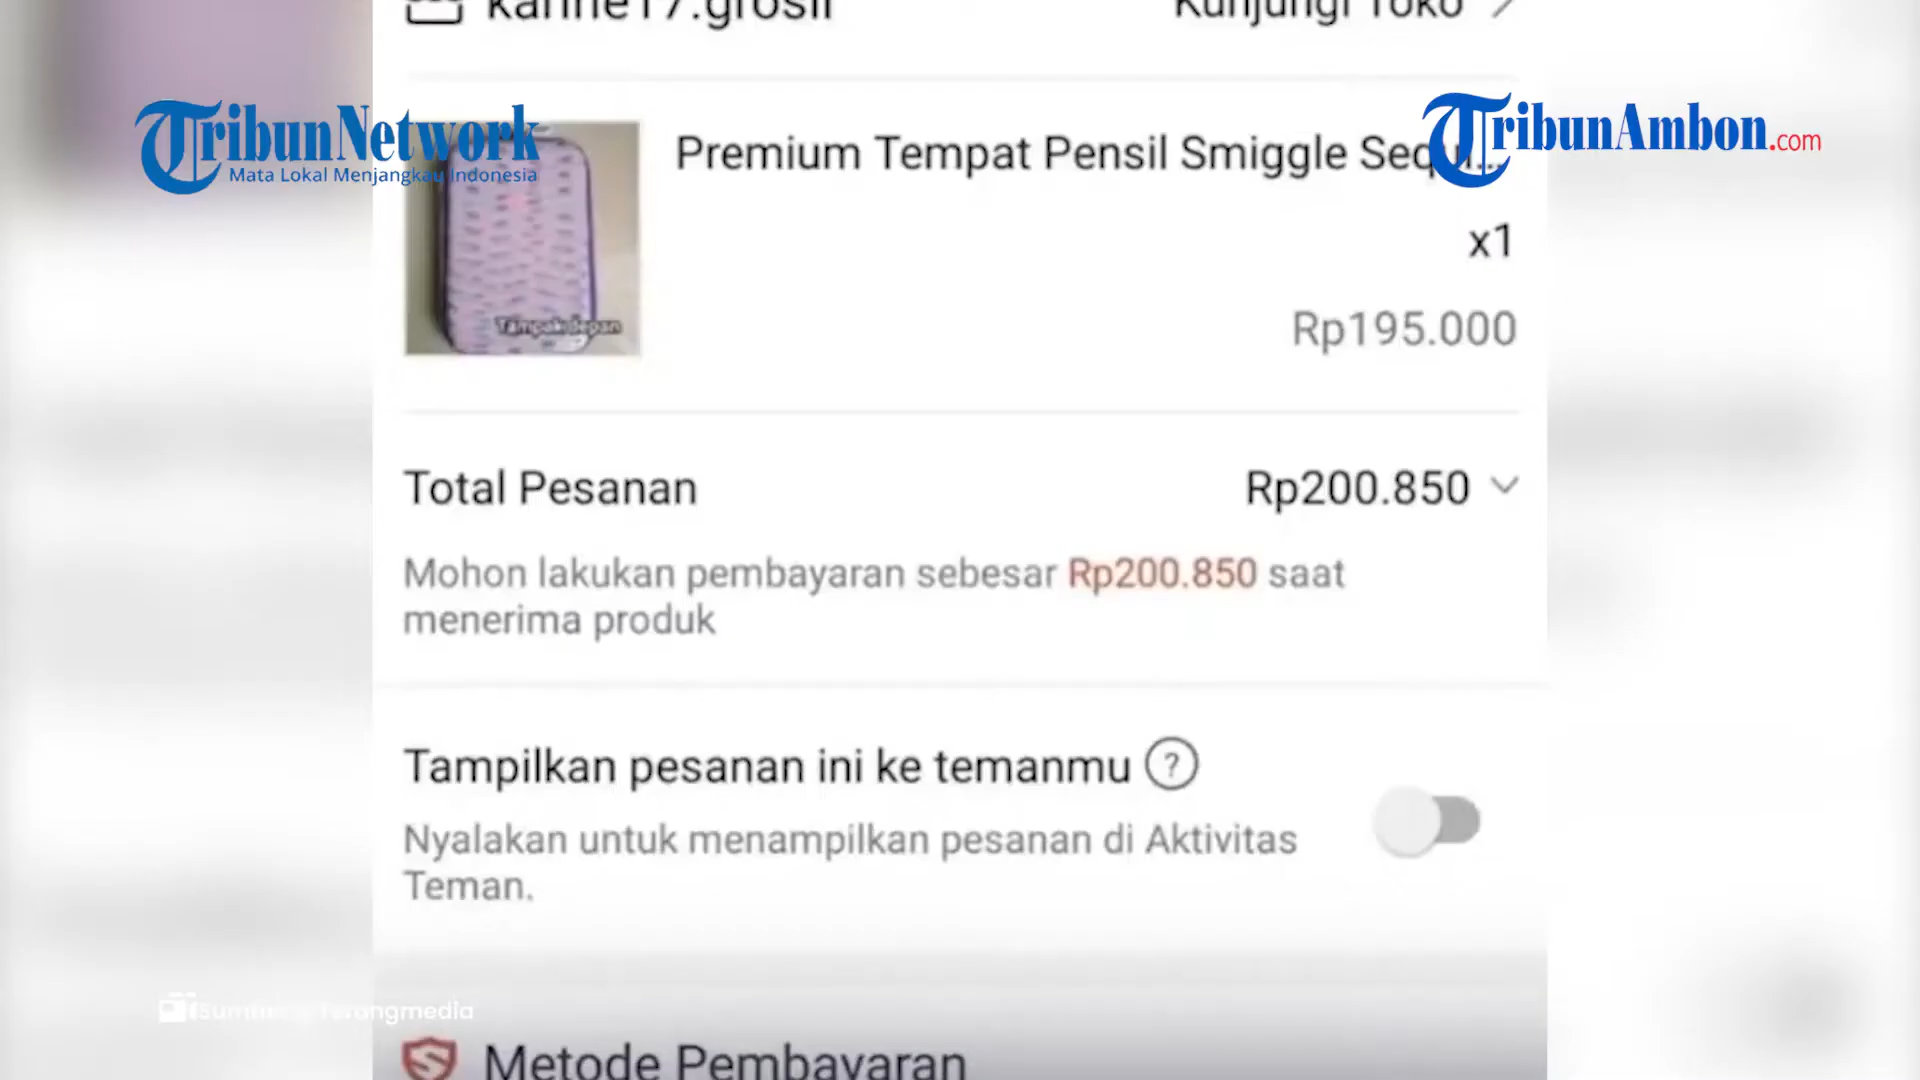 Kunjungi Toko
TribunNetwork
Mata Lokal Menjangkau Indonesia
TribunAmbon.com
Premium Tempat Pensil Smiggle Sequ...
x1
Tampak depan
Rp195.000
Total Pesanan
Rp200.850
Mohon lakukan pembayaran sebesar Rp200.850 saat
menerima produk
Tampilkan pesanan ini ke temanmu ?
Nyalakan untuk menampilkan pesanan di Aktivitas
Teman.
Metode Pembayaran